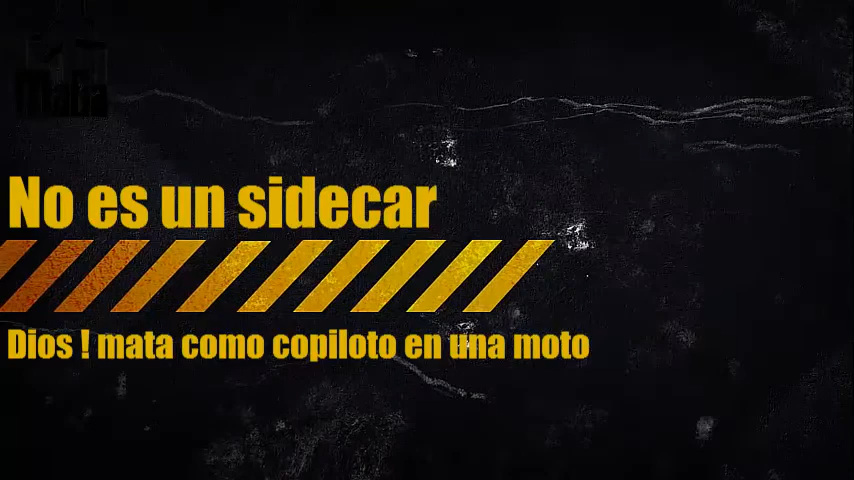 No es un sidecar
Dios ! mata como copiloto en una moto